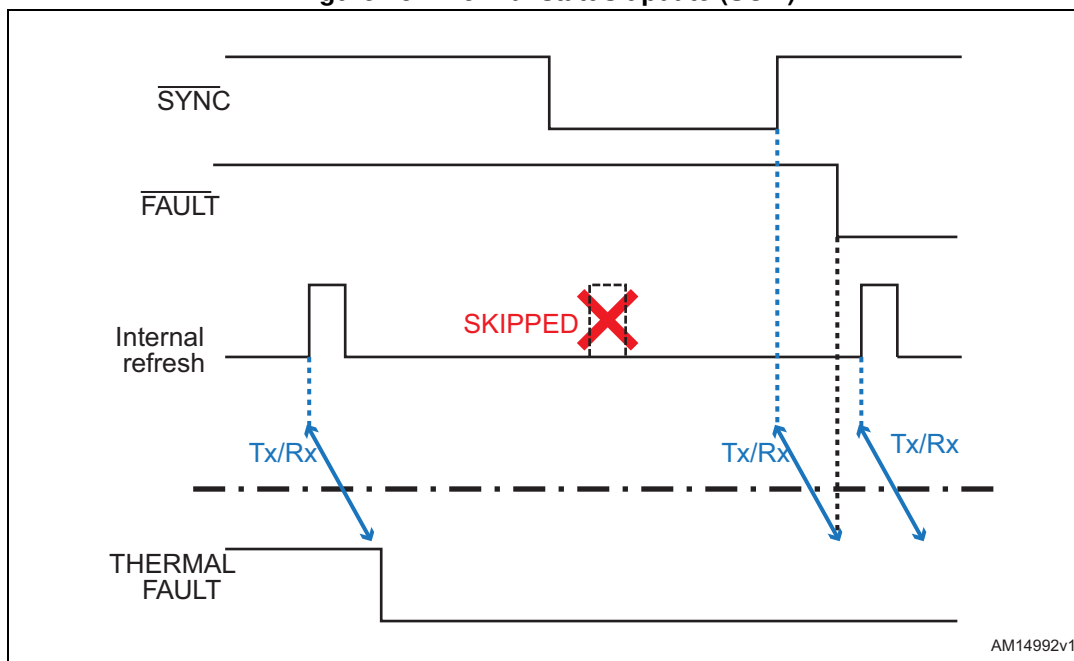 SYNC
FAULT
SKIPPED
Internal
refresh
Tx/Rx
Tx/Rx
Tx/Rx
THERMAL
FAULT
AM14992v1